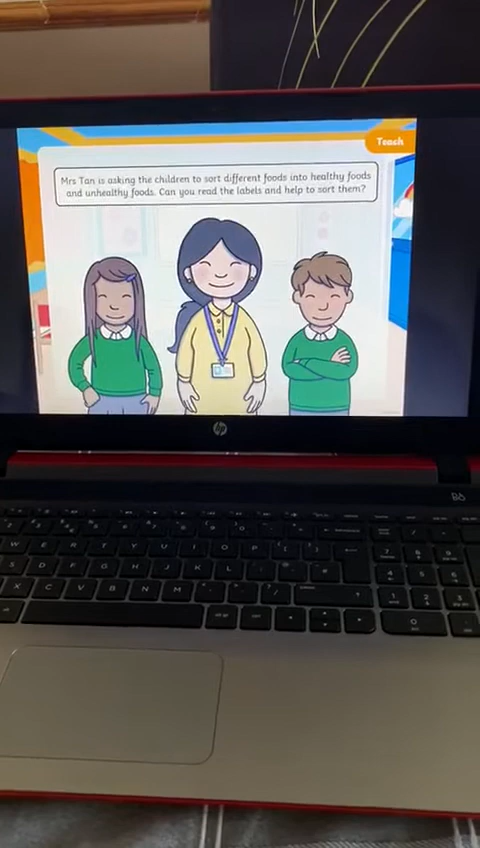 Teach
Mrs Tan is asking the children to sort different foods into healthy foods
and unhealthy foods. Can you read the labels and help to sort them?
hp
W E R T Y U I O P
S D F G H J K L
X C V B N M